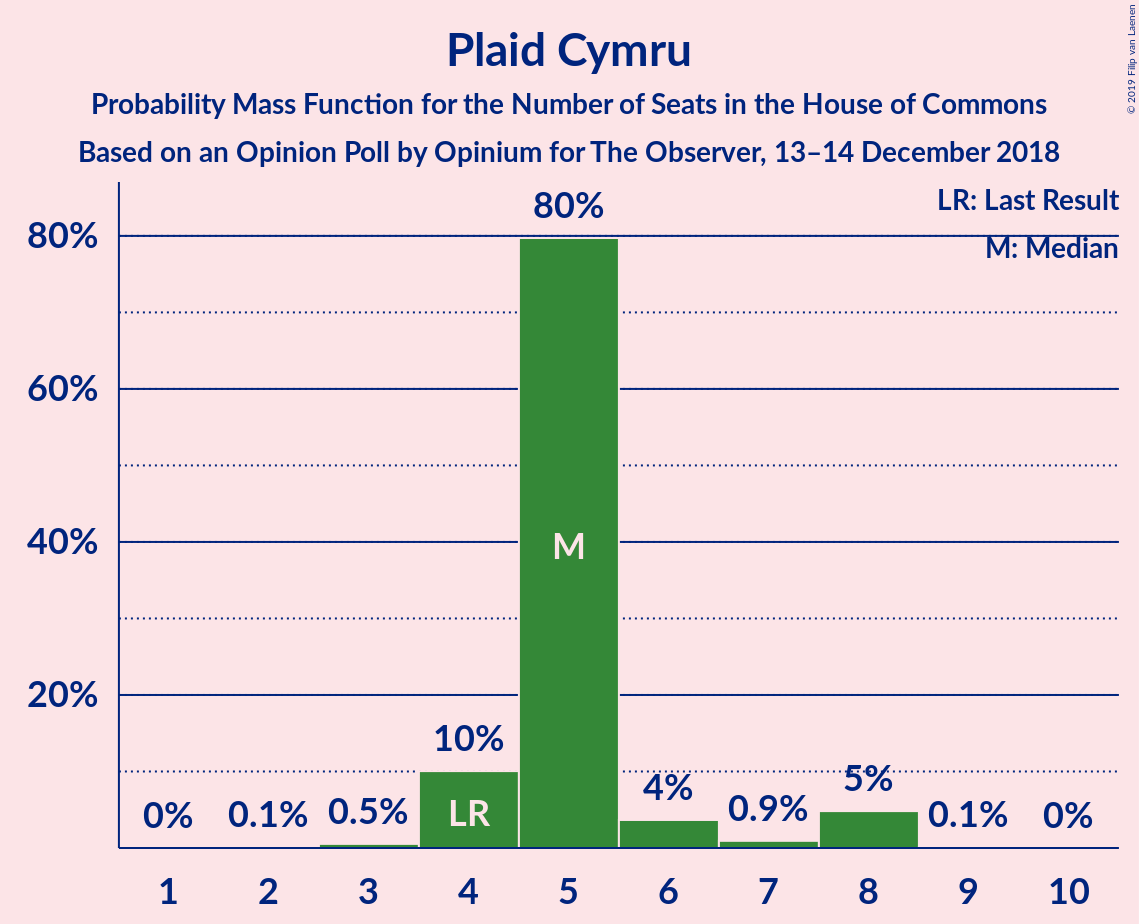 Plaid Cymru
Probability Mass Function for the Number of Seats in the House of Commons
Based on an Opinion Poll by Opinium for The Observer, 13–14 December 2018
© 2019 Filip van Laenen
LR: Last Result
M: Median
80%
60%
40%
20%
0%
0.1%
0.5%
10%
80%
4%
0.9%
5%
0.1%
0%
LR
M
1 2 3 4 5 6 7 8 9 10